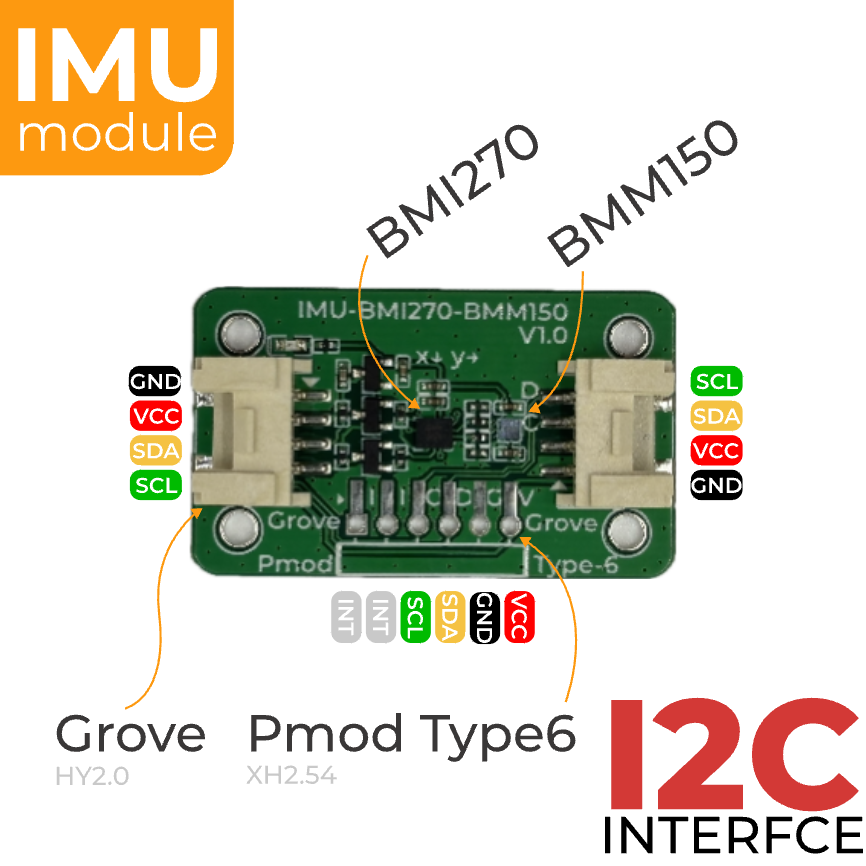 IMU
module
BMI270
BMM150
IMU-BMI270-BMM150
V1.0
x↓ y→
D
C
GND
VCC
SDA
SCL
SCL
SDA
VCC
GND
I I C D G V
Grove
Grove
Pmod
Type-6
INT
INT
SCL
SDA
GND
VCC
Grove
HY2.0
Pmod Type6
XH2.54
I2C
INTERFCE